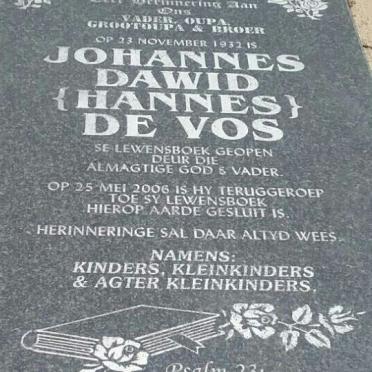 Teer Herinnering Aan
Ons
VADER, OUPA,
GROOTOUPA & BROER
OP 23 NOVEMBER 1932 IS
JOHANNES
DAWID
{HANNES}
DE VOS
SE LEWENSBOEK GEOPEN
DEUR DIE
ALMAGTIGE GOD & VADER.
OP 25 MEI 2006 IS HY TERUGGEROEP
TOE SY LEWENSBOEK
HIEROP AARDE GESLUIT IS.
HERINNERINGE SAL DAAR ALTYD WEES.
NAMENS:
KINDERS, KLEINKINDERS
& AGTER KLEINKINDERS.
Psalm 23: